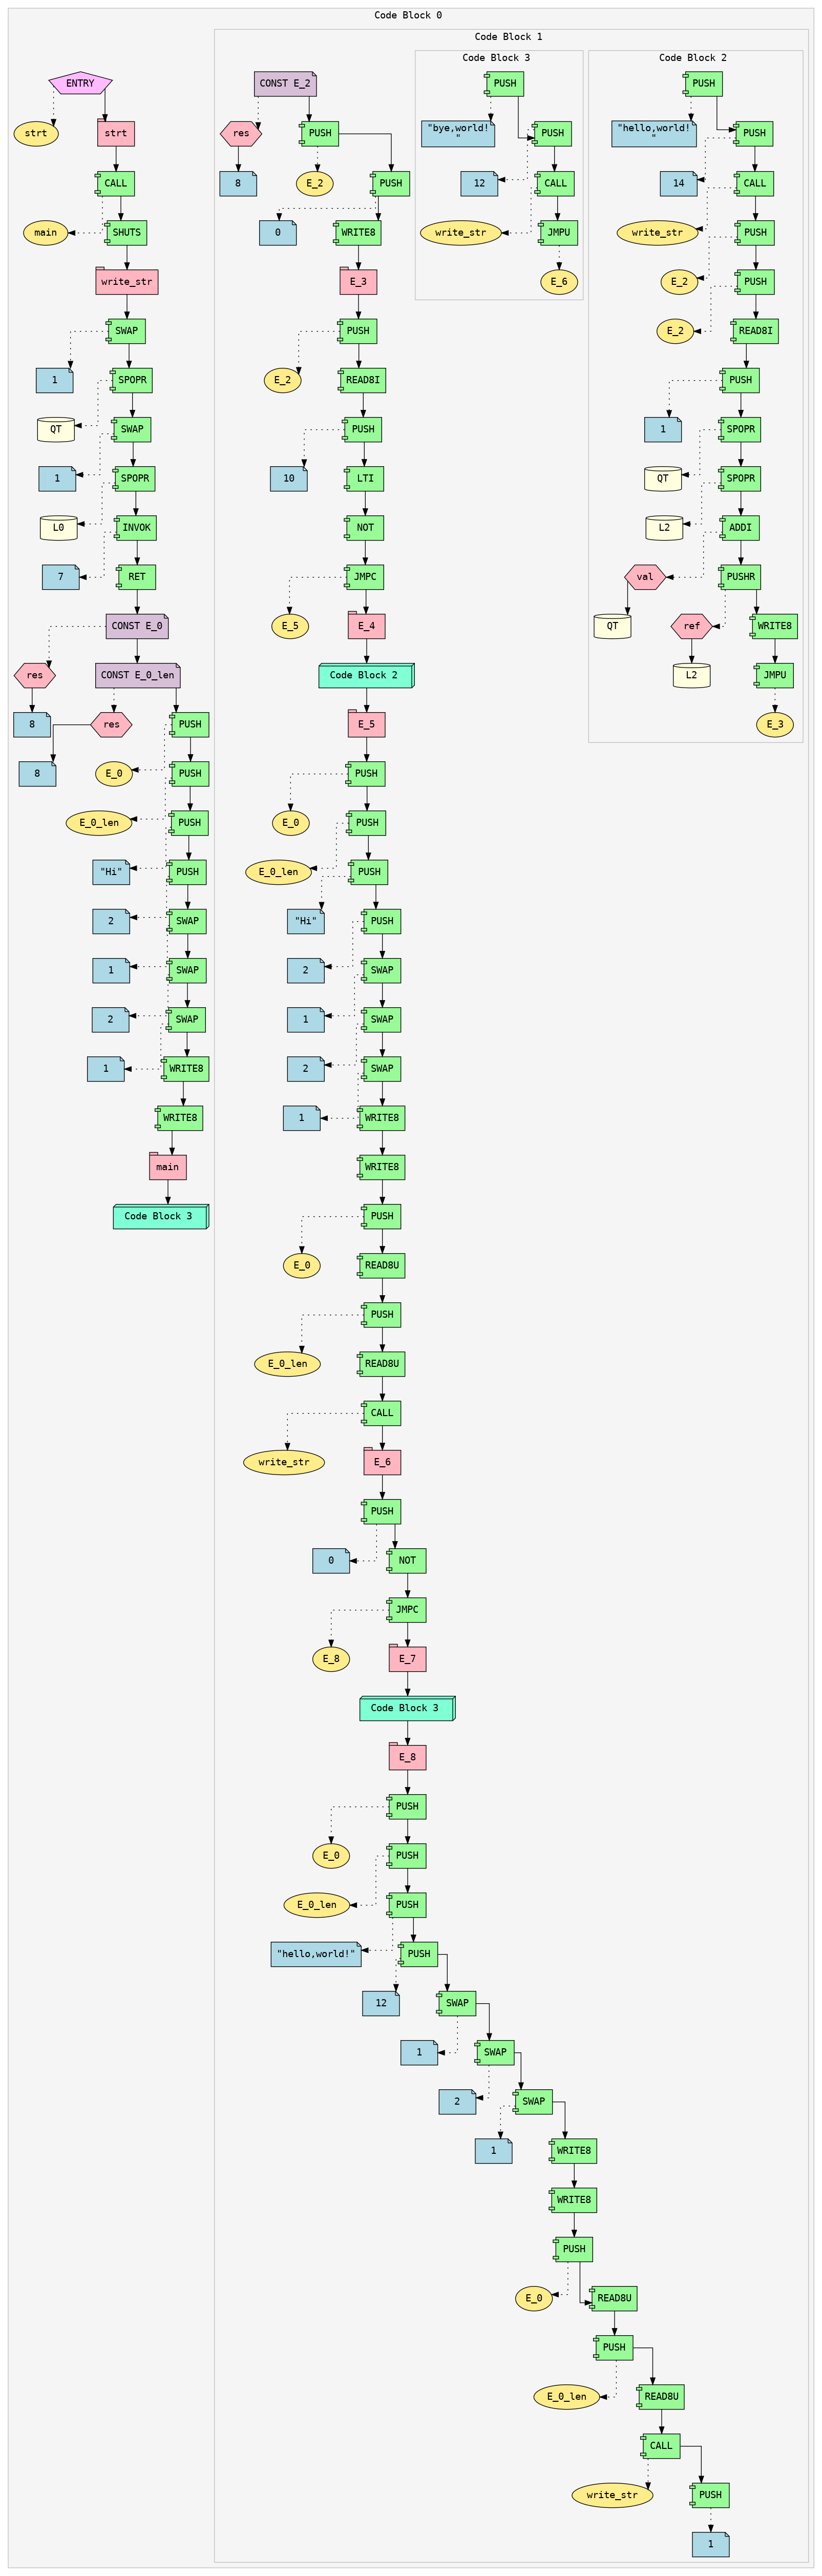 Code Block 0
ENTRY
strt
strt
CALL
main
SHUTS
write_str
SWAP
1
SPOPR
QT
SWAP
1
SPOPR
L0
INVOK
7
RET
CONST E_0
res
CONST E_0_len
8
res
PUSH
8
E_0
PUSH
E_0_len
PUSH
"Hi"
PUSH
2
SWAP
1
SWAP
2
SWAP
1
WRITE8
WRITE8
main
Code Block 3
Code Block 1
CONST E_2
res
PUSH
8
E_2
PUSH
0
WRITE8
E_3
PUSH
E_2
READ8I
PUSH
10
LTI
NOT
JMPC
E_5
E_4
Code Block 2
E_5
PUSH
E_0
PUSH
E_0_len
PUSH
"Hi"
PUSH
2
SWAP
1
SWAP
2
SWAP
1
WRITE8
WRITE8
PUSH
E_0
READ8U
PUSH
E_0_len
READ8U
CALL
write_str
E_6
PUSH
0
NOT
JMPC
E_8
E_7
Code Block 3
E_8
PUSH
E_0
PUSH
E_0_len
PUSH
"hello,world!"
PUSH
12
SWAP
1
SWAP
2
SWAP
1
WRITE8
WRITE8
PUSH
E_0
READ8U
PUSH
E_0_len
READ8U
CALL
write_str
PUSH
1
Code Block 3
PUSH
"bye,world!
"
PUSH
12
CALL
write_str
JMPU
E_6
Code Block 2
PUSH
"hello,world!
"
PUSH
14
CALL
write_str
PUSH
E_2
PUSH
E_2
READ8I
PUSH
1
SPOPR
QT
SPOPR
L2
ADDI
val
PUSHR
QT
ref
WRITE8
L2
JMPU
E_3